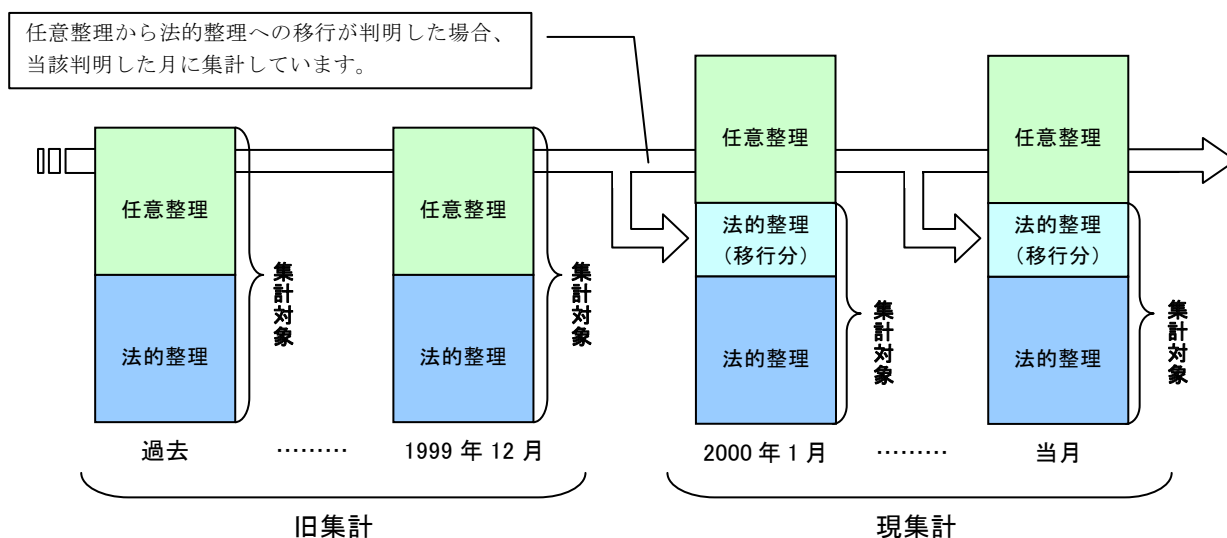 任意整理から法的整理への移行が判明した場合、
当該判明した月に集計しています。
任意整理
法的整理
集計対象
過去
………
任意整理
法的整理
集計対象
1999 年 12 月
任意整理
法的整理
（移行分）
法的整理
集計対象
2000 年 1 月
………
任意整理
法的整理
（移行分）
法的整理
集計対象
当月
旧集計
現集計